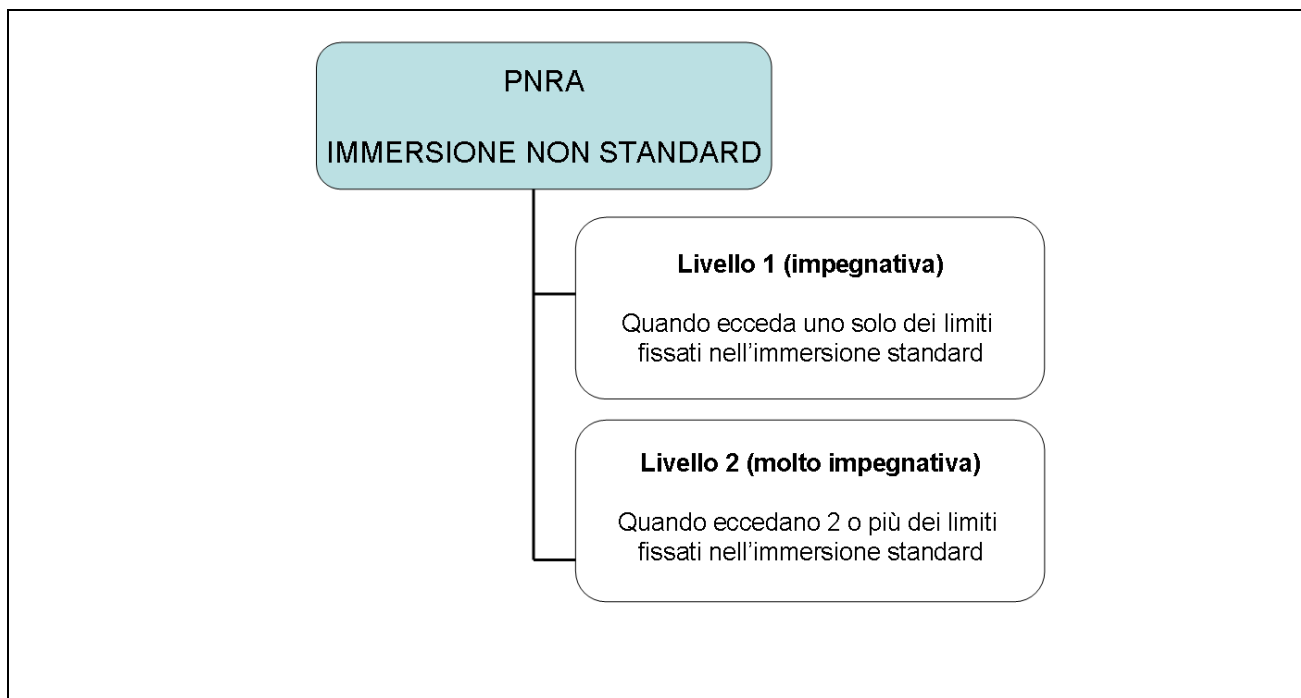 PNRA
IMMERSIONE NON STANDARD
Livello 1 (impegnativa)
Quando ecceda uno solo dei limiti
fissati nell'immersione standard
Livello 2 (molto impegnativa)
Quando eccedano 2 o più dei limiti
fissati nell'immersione standard